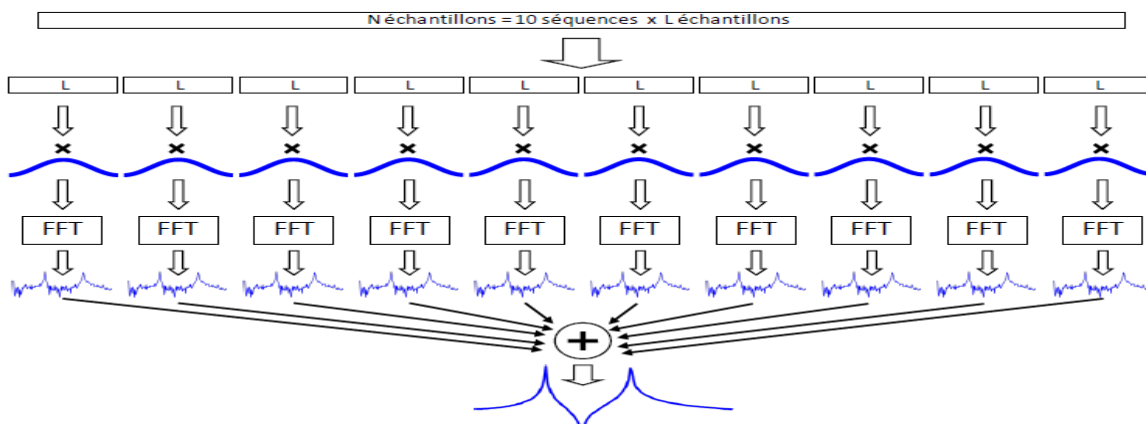 N échantillons = 10 séquences x L échantillons
L L L L L L L L L L
× × × × × × × × × ×
FFT FFT FFT FFT FFT FFT FFT FFT FFT FFT
+